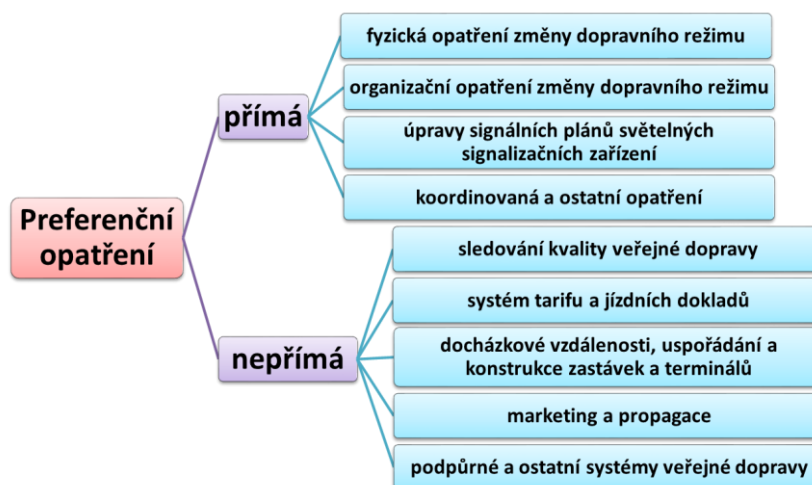 Preferenční
opatření
přímá
fyzická opatření změny dopravního režimu
organizační opatření změny dopravního režimu
úpravy signálních plánů světelných
signalizačních zařízení
koordinovaná a ostatní opatření
nepřímá
sledování kvality veřejné dopravy
systém tarifu a jízdních dokladů
docházkové vzdálenosti, uspořádání a
konstrukce zastávek a terminálů
marketing a propagace
podpůrné a ostatní systémy veřejné dopravy